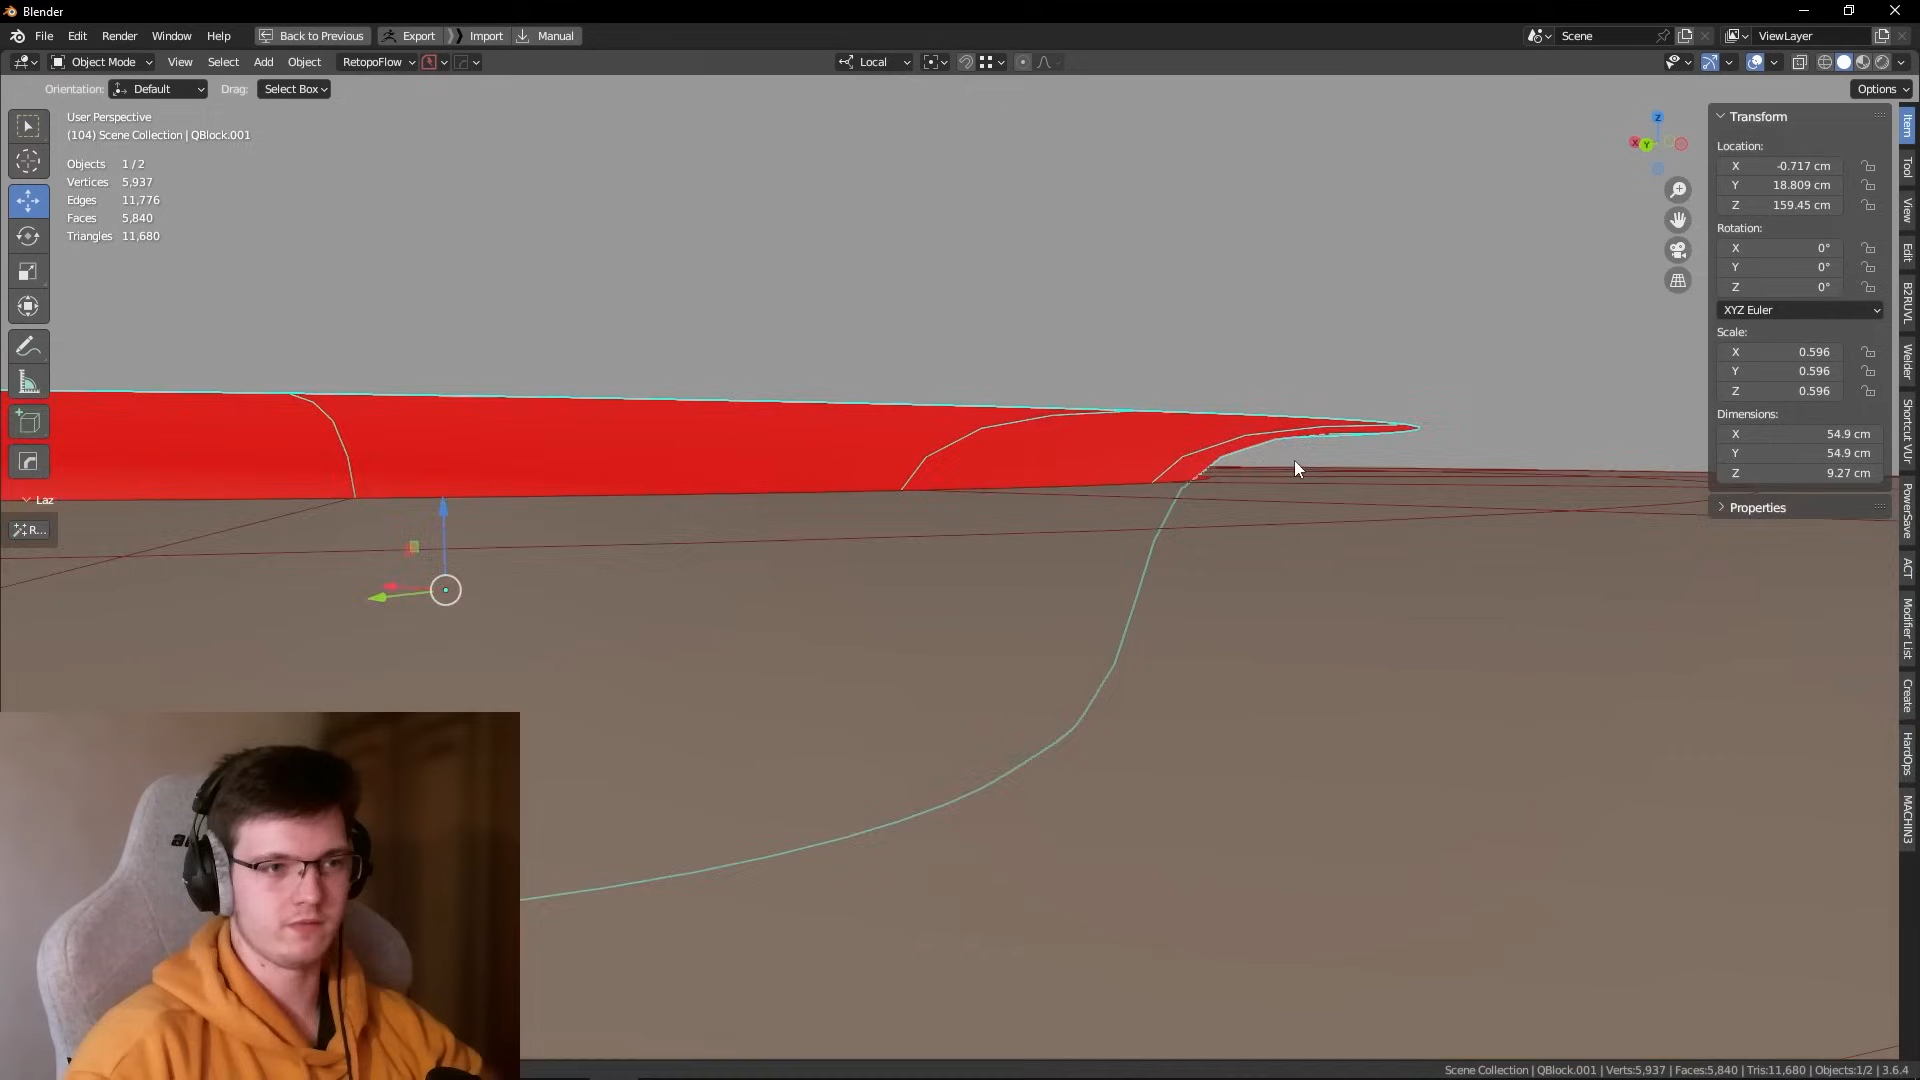 Blender
File Edit Render Window Help Back to Previous Export Import Manual Scene ViewLayer
Object Mode View Select Add Object RetopoFlow Local
Orientation: Default Drag: Select Box Options
User Perspective
(104) Scene Collection | QBlock.001
Objects 1/2
Vertices 5,937
Edges 11,776
Faces 5,840
Triangles 11,680
Laz
R...
Z
X
Y
Transform
Location:
X -0.717 cm
Y 18.809 cm
Z 159.45 cm
Rotation:
X 0°
Y 0°
Z 0°
XYZ Euler
Scale:
X 0.596
Y 0.596
Z 0.596
Dimensions:
X 54.9 cm
Y 54.9 cm
Z 9.27 cm
Properties
Item
Tool
View
Edit
B2RUVL
Welder
Shortcut VUr
PowerSave
ACT
Modifier List
Create
HardOps
MACHIN3
Scene Collection | QBlock.001 | Verts:5,937 | Faces:5,840 | Tris:11,680 | Objects:1/2 | 3.6.4